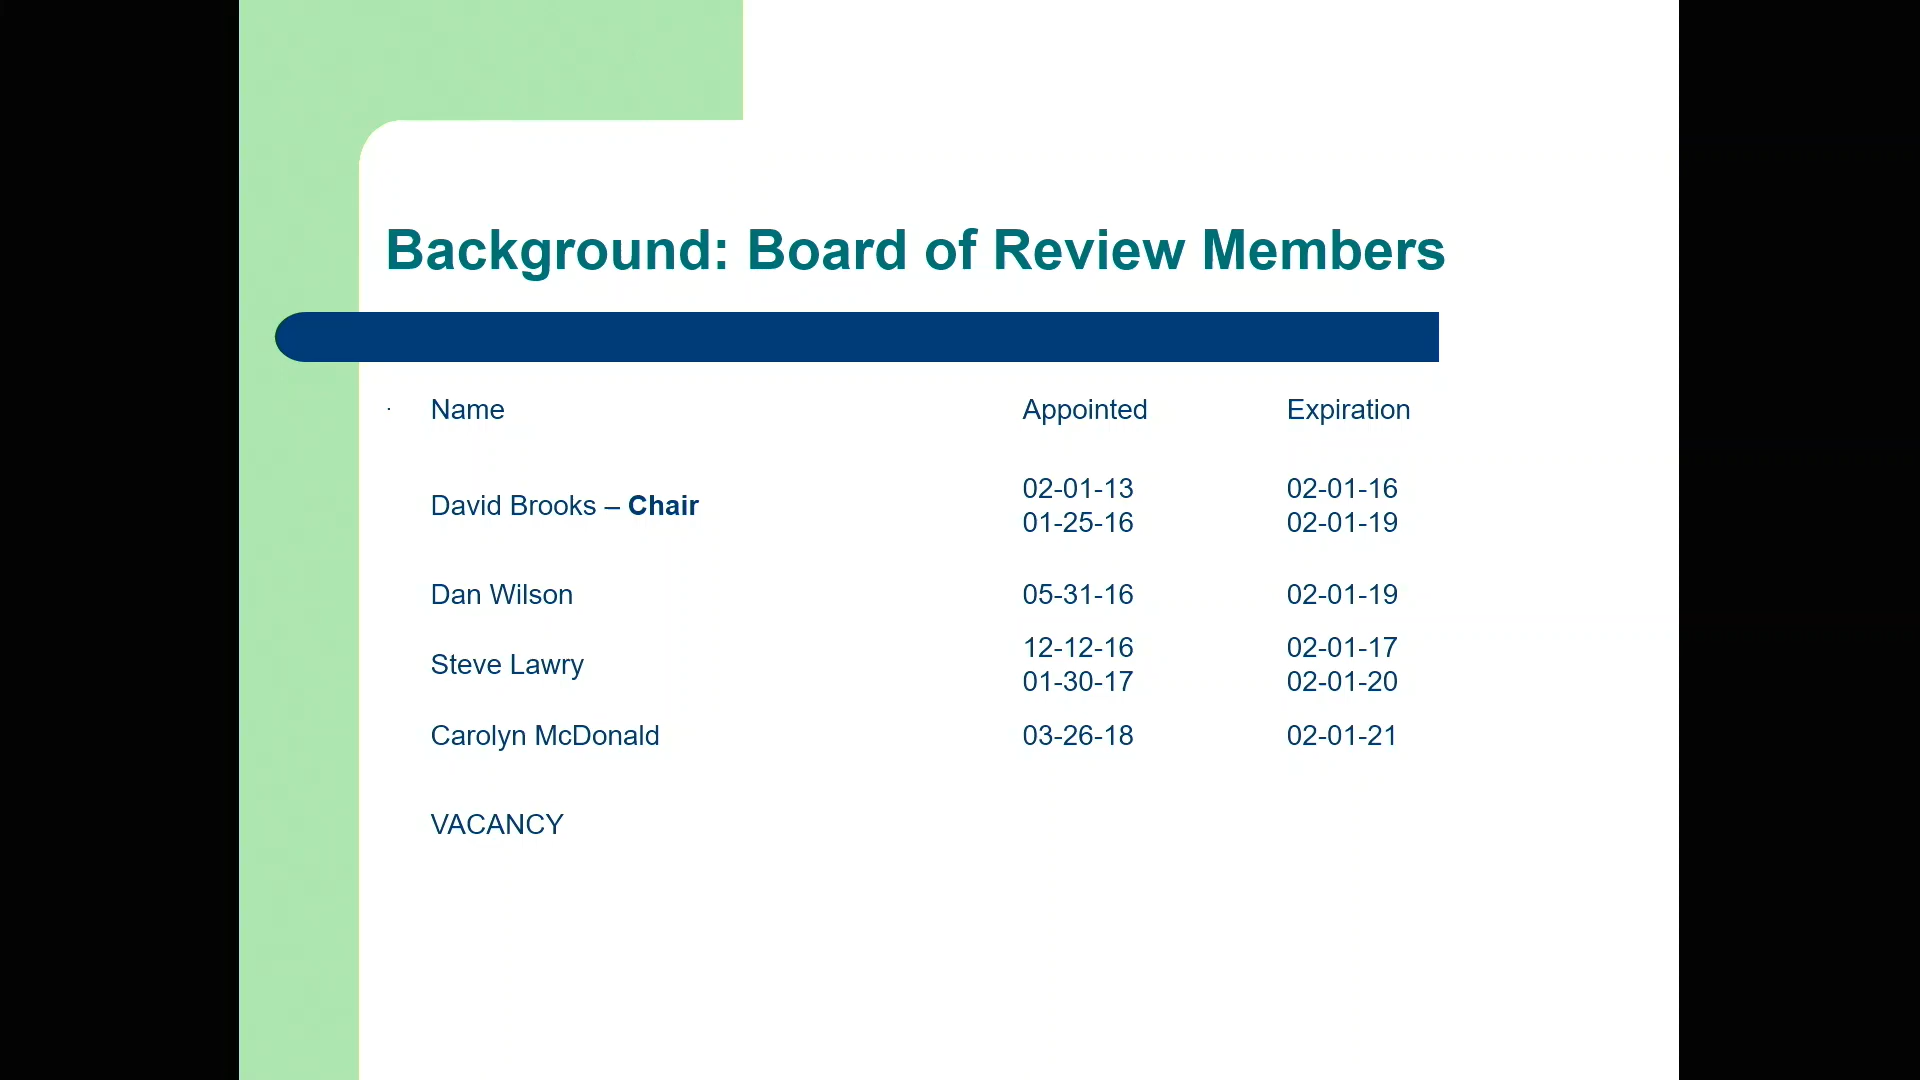 Background: Board of Review Members
Name Appointed Expiration
David Brooks – Chair 02-01-13 02-01-16
01-25-16 02-01-19
Dan Wilson 05-31-16 02-01-19
Steve Lawry 12-12-16 02-01-17
01-30-17 02-01-20
Carolyn McDonald 03-26-18 02-01-21
VACANCY